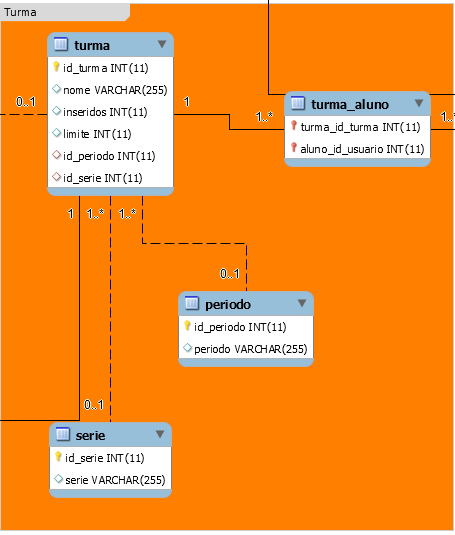 Turma
turma
id_turma INT(11)
nome VARCHAR(255)
inseridos INT(11)
limite INT(11)
id_periodo INT(11)
id_serie INT(11)
0..1
1
1..*
turma_aluno
turma_id_turma INT(11)
aluno_id_usuario INT(11)
1..*
1
1..*
1..*
0..1
periodo
id_periodo INT(11)
periodo VARCHAR(255)
0..1
serie
id_serie INT(11)
serie VARCHAR(255)